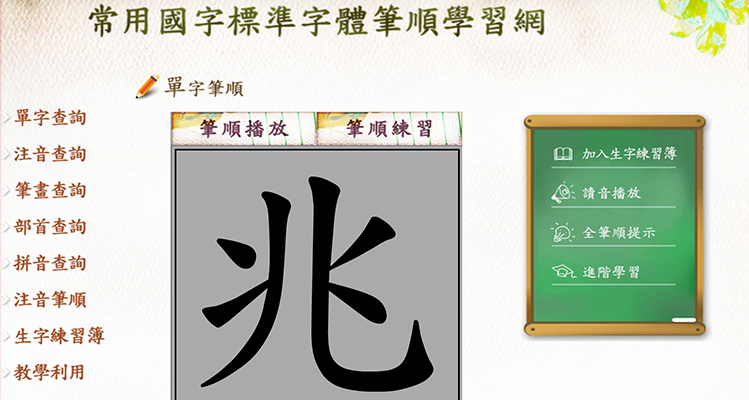 常用國字標準字體筆順學習網
單字筆順
單字查詢
注音查詢
筆畫查詢
部首查詢
拼音查詢
注音筆順
生字練習簿
教學利用
筆順播放 筆順練習
兆
加入生字練習簿
讀音播放
全筆順提示
進階學習